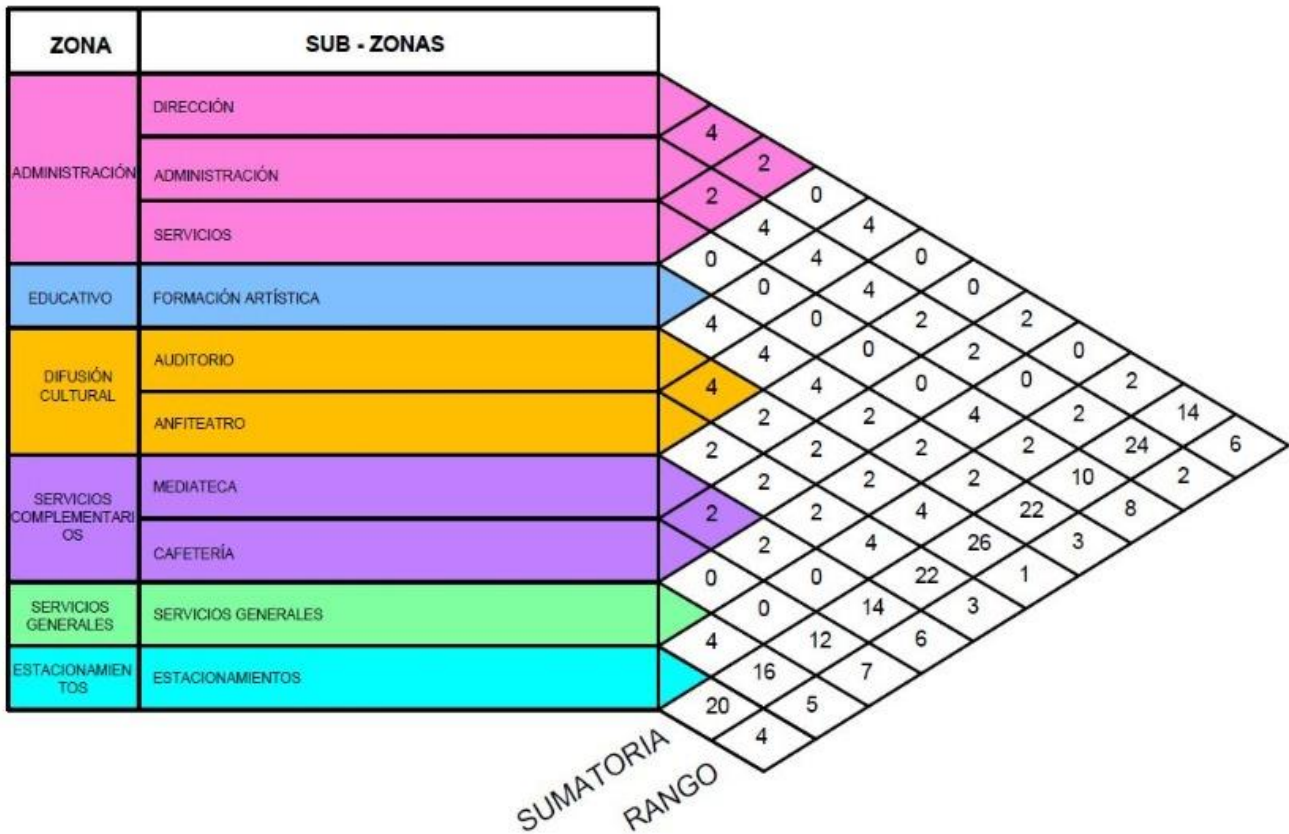 ZONA SUB - ZONAS
ADMINISTRACIÓN
DIRECCIÓN
4 2 0 4 0 0 2 0 2 14 6
ADMINISTRACIÓN
2 4 4 4 2 2 0 2 24 2
SERVICIOS
0 0 0 0 0 4 2 10 8
EDUCATIVO
FORMACIÓN ARTÍSTICA
4 4 4 2 2 2 22 3
DIFUSIÓN
CULTURAL
AUDITORIO
4 2 2 2 4 26 1
ANFITEATRO
2 2 2 4 22 3
SERVICIOS
COMPLEMENTARI
OS
MEDIATECA
2 2 0 14 6
CAFETERÍA
0 0 12 7
SERVICIOS
GENERALES
SERVICIOS GENERALES
4 16 5
ESTACIONAMIEN
TOS
ESTACIONAMIENTOS
20 4
SUMATORIA
RANGO